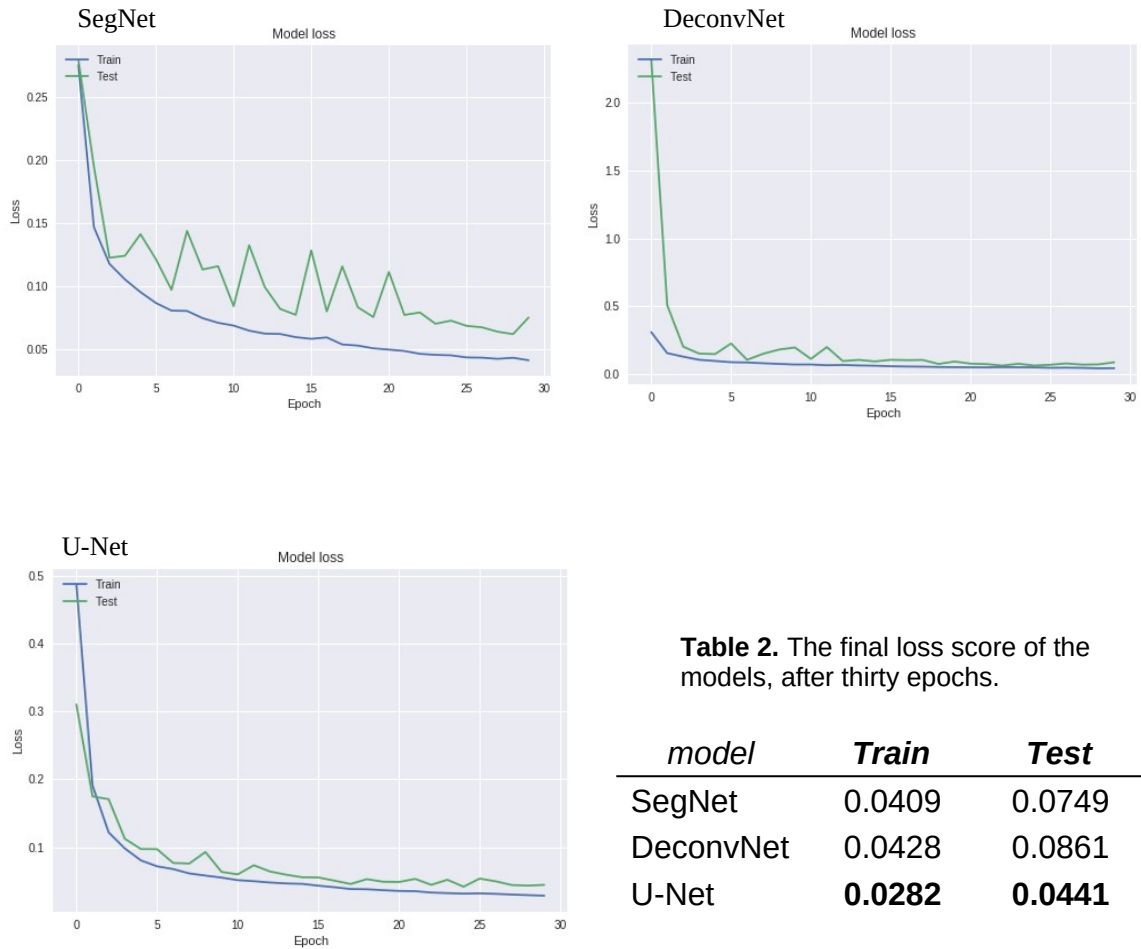 SegNet
Model loss
Train
Test
0.25
0.20
0.15
0.10
0.05
Loss
0 5 10 15 20 25 30
Epoch
DeconvNet
Model loss
Train
Test
2.0
1.5
1.0
0.5
0.0
Loss
0 5 10 15 20 25 30
Epoch
U-Net
Model loss
Train
Test
0.5
0.4
0.3
0.2
0.1
Loss
0 5 10 15 20 25 30
Epoch
Table 2. The final loss score of the
models, after thirty epochs.
model Train Test
SegNet 0.0409 0.0749
DeconvNet 0.0428 0.0861
U-Net 0.0282 0.0441